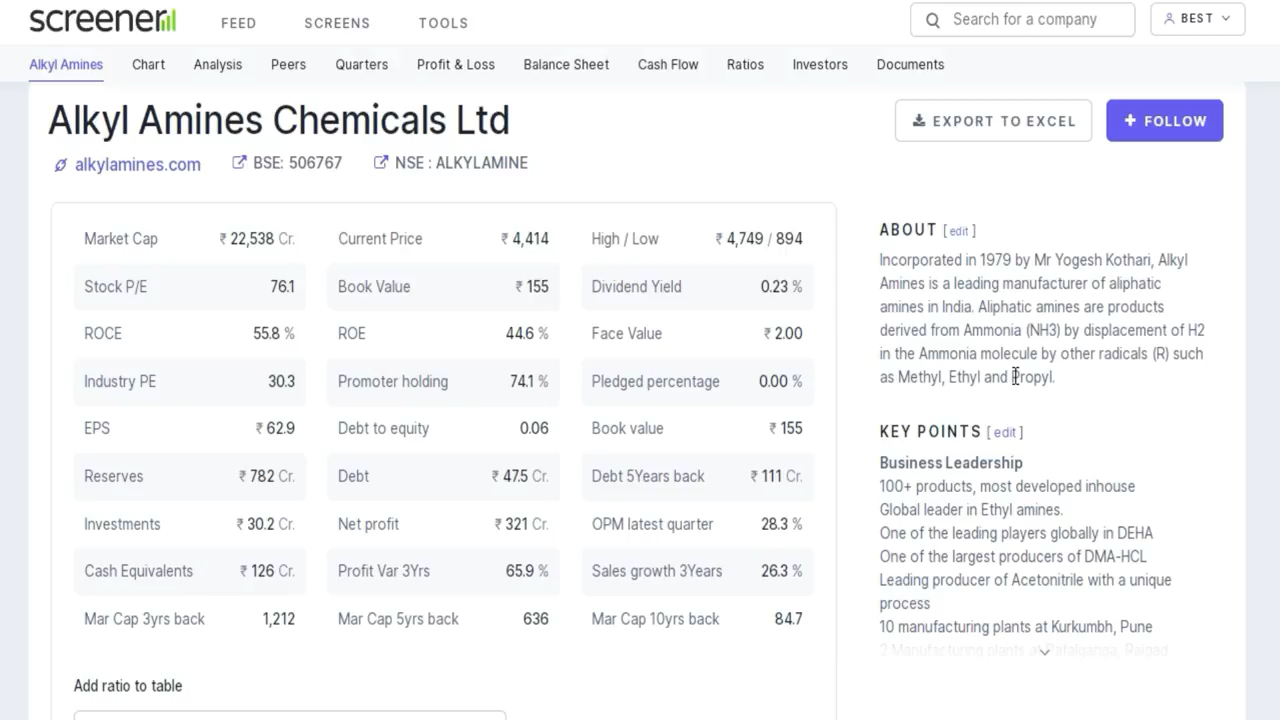 screener
FEED SCREENS TOOLS
Search for a company
BEST
Alkyl Amines Chart Analysis Peers Quarters Profit & Loss Balance Sheet Cash Flow Ratios Investors Documents
Alkyl Amines Chemicals Ltd
EXPORT TO EXCEL
+ FOLLOW
alkylamines.com BSE: 506767 NSE : ALKYLAMINE
Market Cap ₹ 22,538 Cr. Current Price ₹ 4,414 High / Low ₹ 4,749 / 894
Stock P/E 76.1 Book Value ₹ 155 Dividend Yield 0.23 %
ROCE 55.8 % ROE 44.6 % Face Value ₹ 2.00
Industry PE 30.3 Promoter holding 74.1 % Pledged percentage 0.00 %
EPS ₹ 62.9 Debt to equity 0.06 Book value ₹ 155
Reserves ₹ 782 Cr. Debt ₹ 47.5 Cr. Debt 5Years back ₹ 111 Cr.
Investments ₹ 30.2 Cr. Net profit ₹ 321 Cr. OPM latest quarter 28.3 %
Cash Equivalents ₹ 126 Cr. Profit Var 3Yrs 65.9 % Sales growth 3Years 26.3 %
Mar Cap 3yrs back 1,212 Mar Cap 5yrs back 636 Mar Cap 10yrs back 84.7
Add ratio to table
ABOUT [ edit ]
Incorporated in 1979 by Mr Yogesh Kothari, Alkyl
Amines is a leading manufacturer of aliphatic
amines in India. Aliphatic amines are products
derived from Ammonia (NH3) by displacement of H2
in the Ammonia molecule by other radicals (R) such
as Methyl, Ethyl and Propyl.
KEY POINTS [ edit ]
Business Leadership
100+ products, most developed inhouse
Global leader in Ethyl amines.
One of the leading players globally in DEHA
One of the largest producers of DMA-HCL
Leading producer of Acetonitrile with a unique
process
10 manufacturing plants at Kurkumbh, Pune
2 Manufacturing plants at Patalganga, Raigad